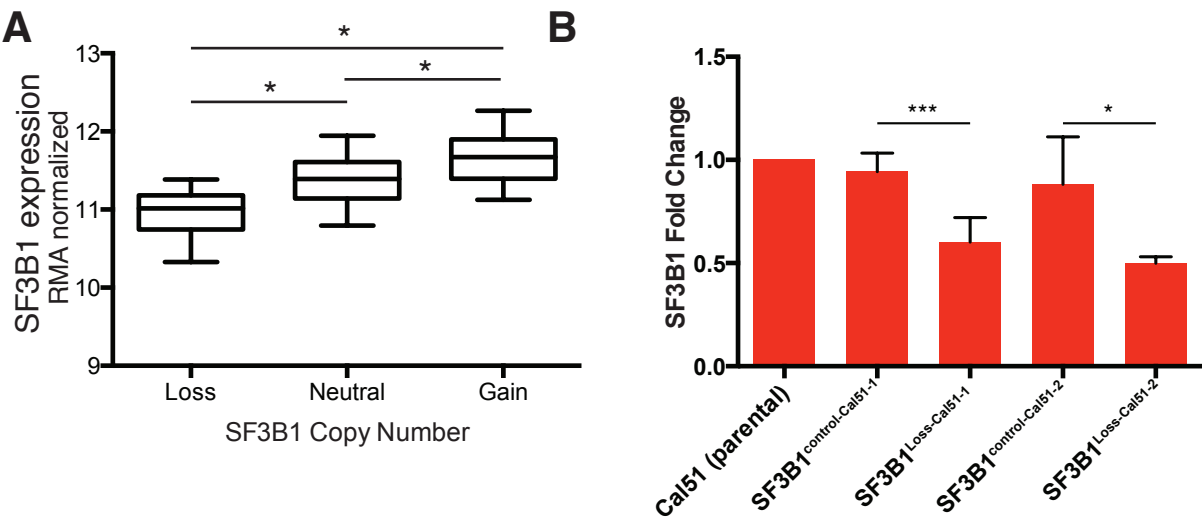 A
SF3B1 expression
RMA normalized
13
12
11
10
9
*
*
*
Loss
Neutral
Gain
SF3B1 Copy Number
B
SF3B1 Fold Change
1.5
1.0
0.5
0.0
***
*
Cal51 (parental)
SF3B1control-Cal51-1
SF3B1Loss-Cal51-1
SF3B1control-Cal51-2
SF3B1Loss-Cal51-2